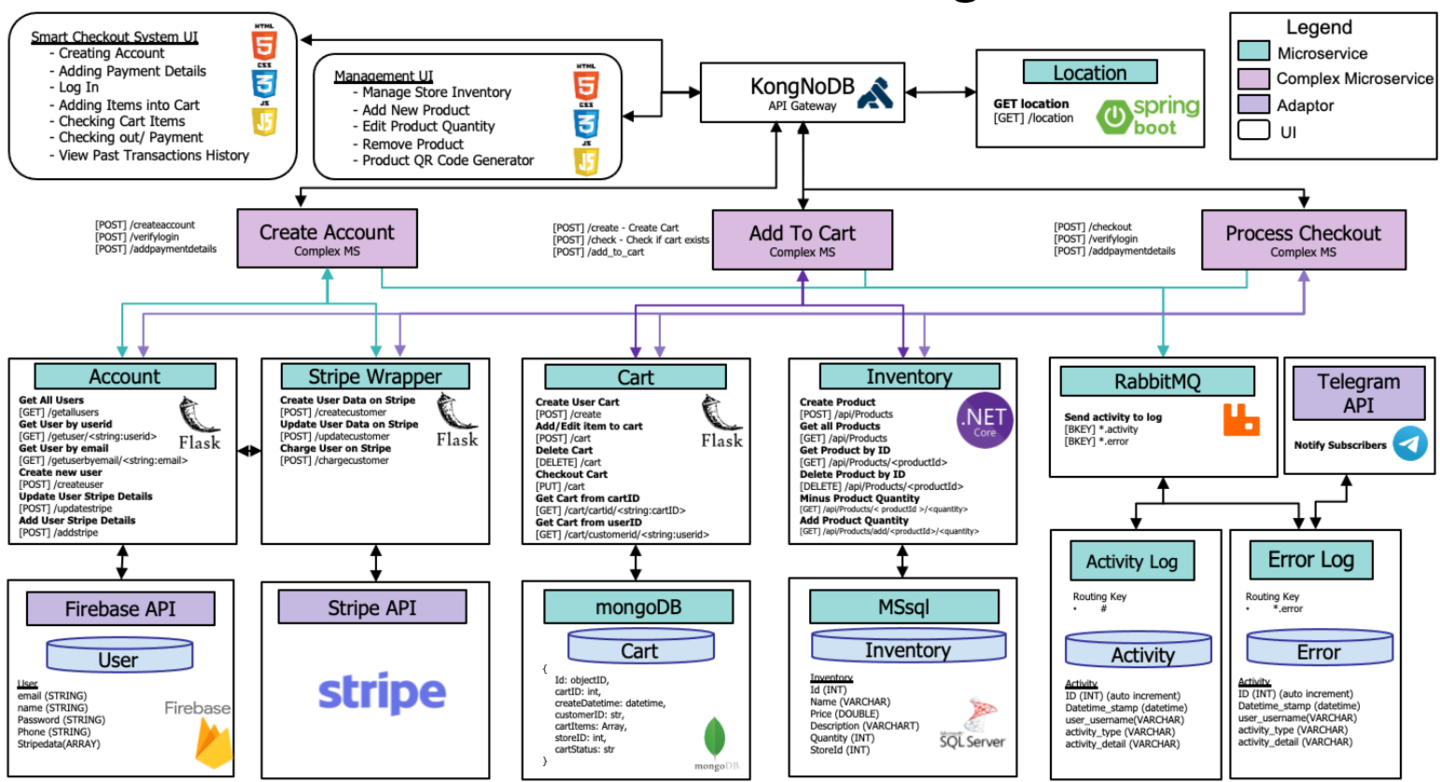 Smart Checkout System UI
- Creating Account
- Adding Payment Details
- Log In
- Adding Items into Cart
- Checking Cart Items
- Checking out/ Payment
- View Past Transactions History
HTML
5
CSS
3
JS
JS
Management UI
- Manage Store Inventory
- Add New Product
- Edit Product Quantity
- Remove Product
- Product QR Code Generator
HTML
5
CSS
3
JS
JS
KongNoDB
API Gateway
Location
GET location
[GET] /location
spring
boot
Legend
Microservice
Complex Microservice
Adaptor
UI
[POST] /createaccount
[POST] /verifylogin
[POST] /addpaymentdetails
Create Account
Complex MS
[POST] /create - Create Cart
[POST] /check - Check if cart exists
[POST] /add_to_cart
Add To Cart
Complex MS
[POST] /checkout
[POST] /verifylogin
[POST] /addpaymentdetails
Process Checkout
Complex MS
Account
Get All Users
[GET] /getallusers
Get User by userid
[GET] /getuser/<string:userid>
Get User by email
[GET] /getuserbyemail/<string:email>
Create new user
[POST] /createuser
Update User Stripe Details
[POST] /updatestripe
Add User Stripe Details
[POST] /addstripe
Flask
Stripe Wrapper
Create User Data on Stripe
[POST] /createcustomer
Update User Data on Stripe
[POST] /updatecustomer
Charge User on Stripe
[POST] /chargecustomer
Flask
Cart
Create User Cart
[POST] /create
Add/Edit item to cart
[POST] /cart
Delete Cart
[DELETE] /cart
Checkout Cart
[PUT] /cart
Get Cart from cartID
[GET] /cart/cartid/<string:cartID>
Get Cart from userID
[GET] /cart/customerid/<string:userid>
Flask
Inventory
Create Product
[POST] /api/Products
Get all Products
[GET] /api/Products
Get Product by ID
[GET] /api/Products/<productId>
Delete Product by ID
[DELETE] /api/Products/<productId>
Minus Product Quantity
[GET] /api/Products/< productId >/<quantity>
Add Product Quantity
[GET] /api/Products/add/<productId>/<quantity>
.NET
Core
RabbitMQ
Send activity to log
[BKEY] *.activity
[BKEY] *.error
Telegram
API
Notify Subscribers
Firebase API
User
User
email (STRING)
name (STRING)
Password (STRING)
Phone (STRING)
Stripedata(ARRAY)
Firebase
Stripe API
stripe
mongoDB
Cart
{
Id: objectID,
cartID: int,
createDatetime: datetime,
customerID: str,
cartItems: Array,
storeID: int,
cartStatus: str
}
mongoDB
MSsql
Inventory
Inventory
Id (INT)
Name (VARCHAR)
Price (DOUBLE)
Description (VARCHART)
Quantity (INT)
StoreId (INT)
SQL Server
Activity Log
Routing Key
• #
Activity
Activity
ID (INT) (auto increment)
Datetime_stamp (datetime)
user_username(VARCHAR)
activity_type (VARCHAR)
activity_detail (VARCHAR)
Error Log
Routing Key
• *.error
Error
Activity
ID (INT) (auto increment)
Datetime_stamp (datetime)
user_username(VARCHAR)
activity_type (VARCHAR)
activity_detail (VARCHAR)